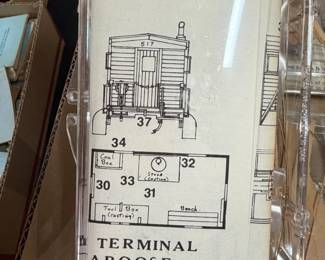 517
37
34
Coal
Box
Stove
(casting)
32
30
33
31
Tool Box
(casting)
Bench
TERMINAL